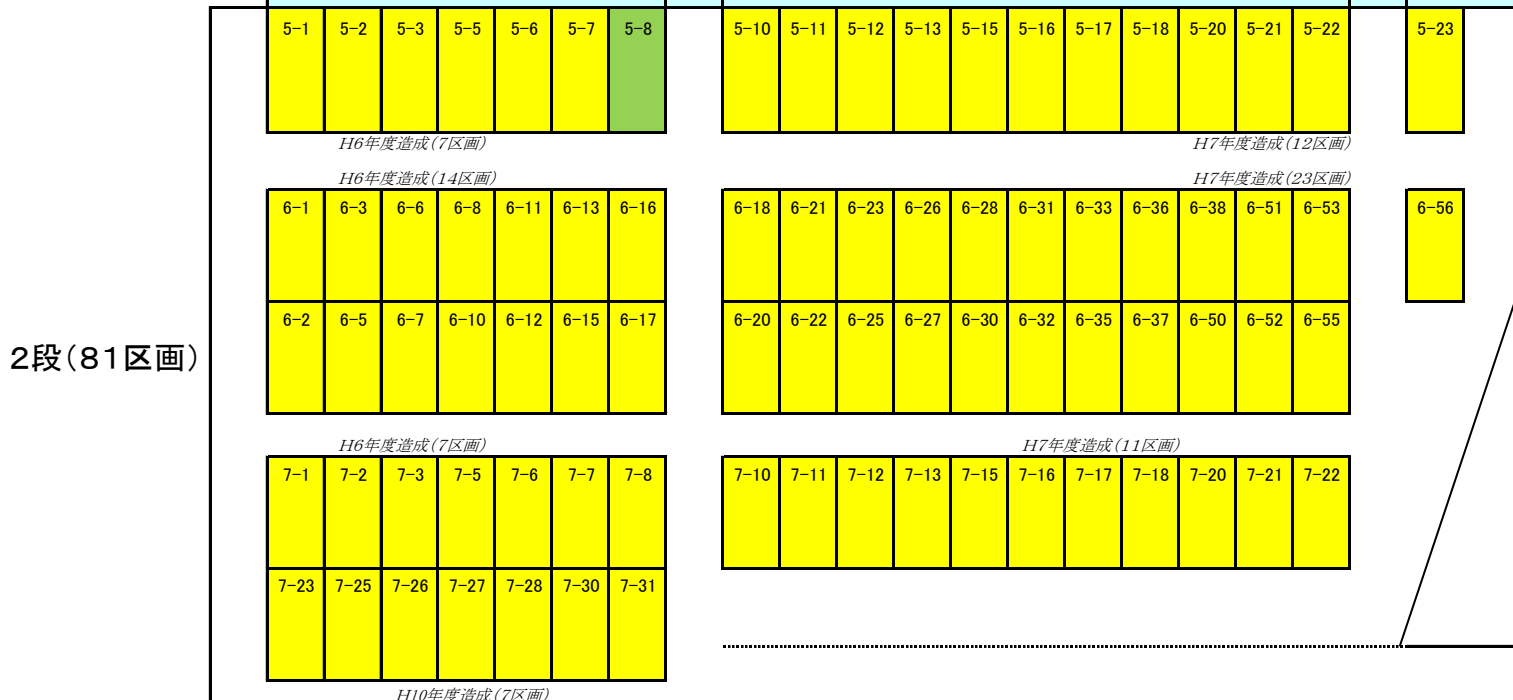 5-1 5-2 5-3 5-5 5-6 5-7 5-8 5-10 5-11 5-12 5-13 5-15 5-16 5-17 5-18 5-20 5-21 5-22 5-23
H6年度造成(7区画) H7年度造成(12区画)
H6年度造成(14区画) H7年度造成(23区画)
6-1 6-3 6-6 6-8 6-11 6-13 6-16 6-18 6-21 6-23 6-26 6-28 6-31 6-33 6-36 6-38 6-51 6-53 6-56
6-2 6-5 6-7 6-10 6-12 6-15 6-17 6-20 6-22 6-25 6-27 6-30 6-32 6-35 6-37 6-50 6-52 6-55
2段(81区画)
H6年度造成(7区画) H7年度造成(11区画)
7-1 7-2 7-3 7-5 7-6 7-7 7-8 7-10 7-11 7-12 7-13 7-15 7-16 7-17 7-18 7-20 7-21 7-22
7-23 7-25 7-26 7-27 7-28 7-30 7-31
H10年度造成(7区画)